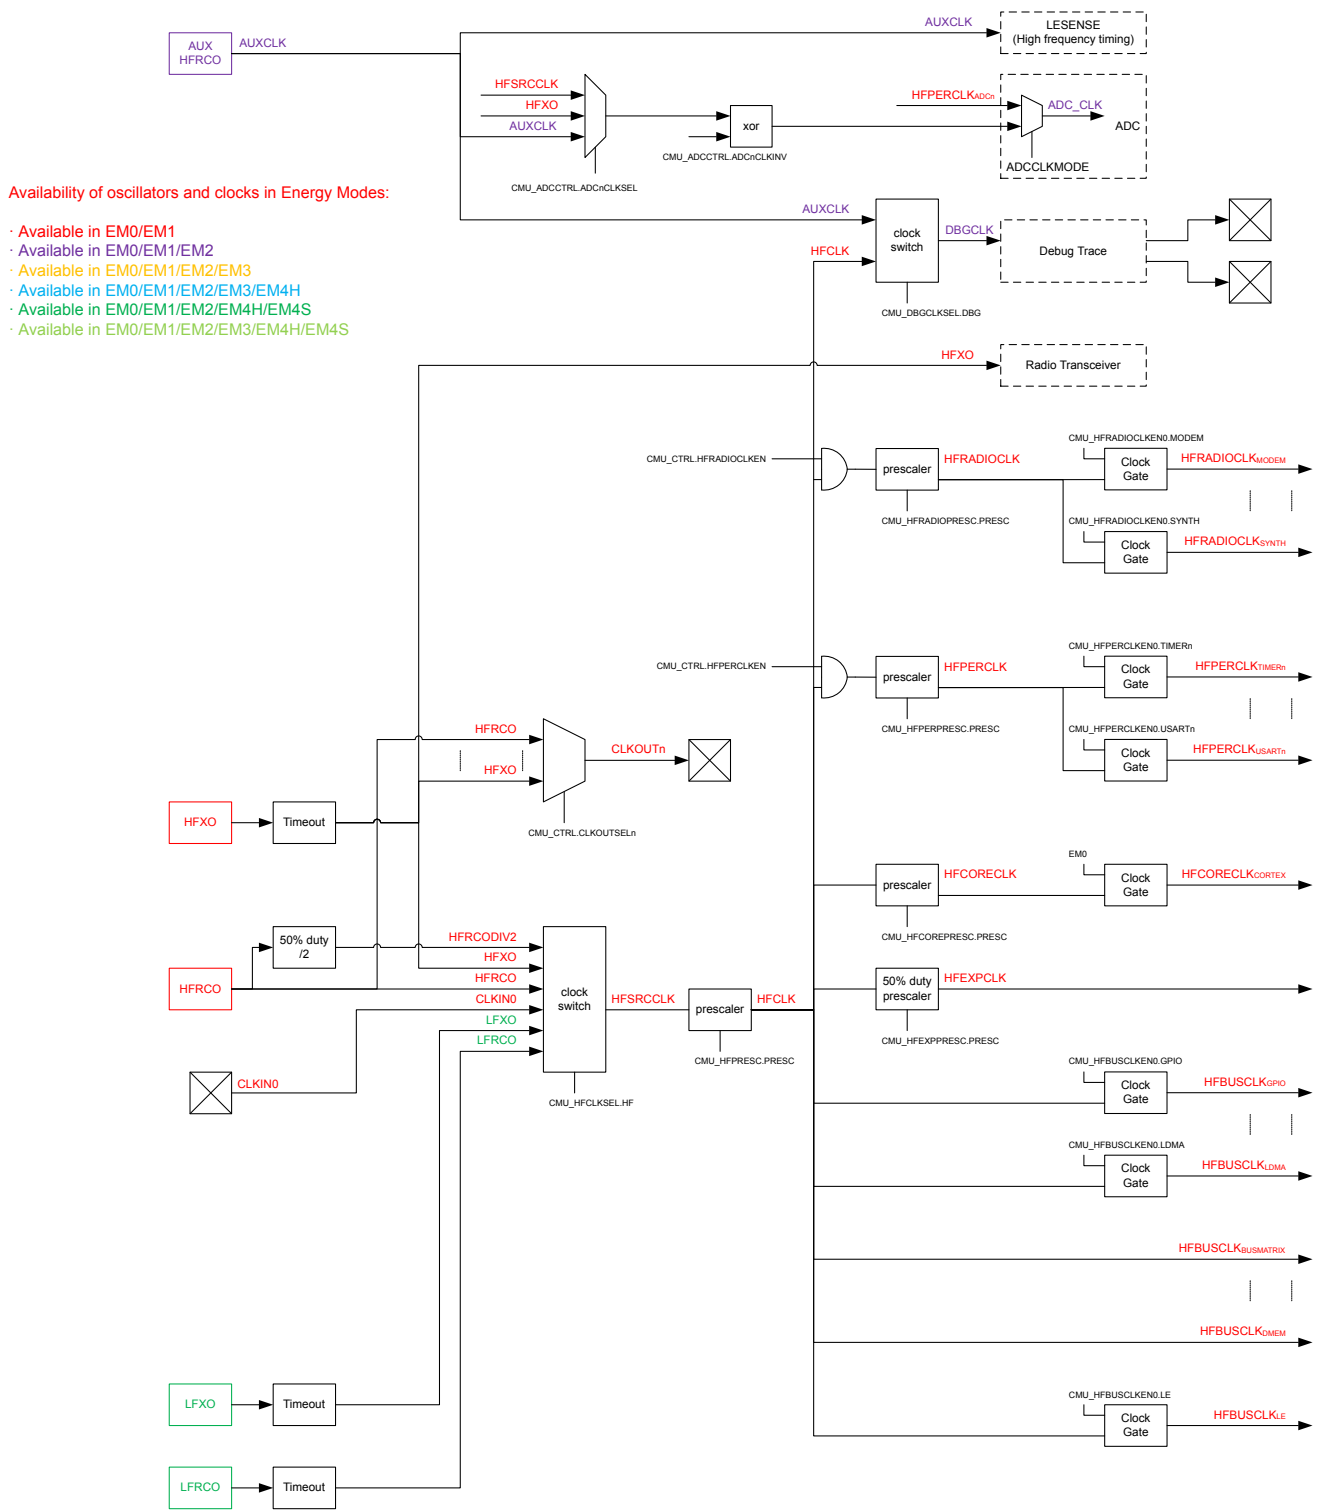 AUXCLK
LESENSE
(High frequency timing)
AUX
HFRCO
AUXCLK
HFSRCCLK
HFXO
AUXCLK
xor
CMU_ADCCTRL.ADCnCLKINV
CMU_ADCCTRL.ADCnCLKSEL
HFPERCLKADCn
ADC_CLK
ADC
ADCCLKMODE
Availability of oscillators and clocks in Energy Modes:
· Available in EM0/EM1
· Available in EM0/EM1/EM2
· Available in EM0/EM1/EM2/EM3
· Available in EM0/EM1/EM2/EM3/EM4H
· Available in EM0/EM1/EM2/EM4H/EM4S
· Available in EM0/EM1/EM2/EM3/EM4H/EM4S
AUXCLK
HFCLK
clock
switch
DBGCLK
Debug Trace
CMU_DBGCLKSEL.DBG
HFXO
Radio Transceiver
CMU_CTRL.HFRADIOCLKEN
prescaler
HFRADIOCLK
CMU_HFRADIOPRESC.PRESC
CMU_HFRADIOCLKEN0.MODEM
Clock
Gate
HFRADIOCLKMODEM
CMU_HFRADIOCLKEN0.SYNTH
Clock
Gate
HFRADIOCLKSYNTH
CMU_CTRL.HFPERCLKEN
prescaler
HFPERCLK
CMU_HFPERPRESC.PRESC
CMU_HFPERCLKEN0.TIMERn
Clock
Gate
HFPERCLKTIMERn
CMU_HFPERCLKEN0.USARTn
Clock
Gate
HFPERCLKUSARTn
HFRCO
HFXO
CLKOUTn
CMU_CTRL.CLKOUTSELn
HFXO
Timeout
prescaler
HFCORECLK
CMU_HFCOREPRESC.PRESC
EM0
Clock
Gate
HFCORECLKCORTEX
HFRCO
50% duty
/2
HFRCODIV2
HFXO
HFRCO
CLKIN0
LFXO
LFRCO
clock
switch
CMU_HFCLKSEL.HF
HFSRCCLK
prescaler
CMU_HFPRESC.PRESC
HFCLK
50% duty
prescaler
HFEXPCLK
CMU_HFEXPPRESC.PRESC
CLKIN0
CMU_HFBUSCLKEN0.GPIO
Clock
Gate
HFBUSCLKGPIO
CMU_HFBUSCLKEN0.LDMA
Clock
Gate
HFBUSCLKLDMA
HFBUSCLKBUSMATRIX
HFBUSCLKDMEM
LFXO
Timeout
CMU_HFBUSCLKEN0.LE
Clock
Gate
HFBUSCLKLE
LFRCO
Timeout